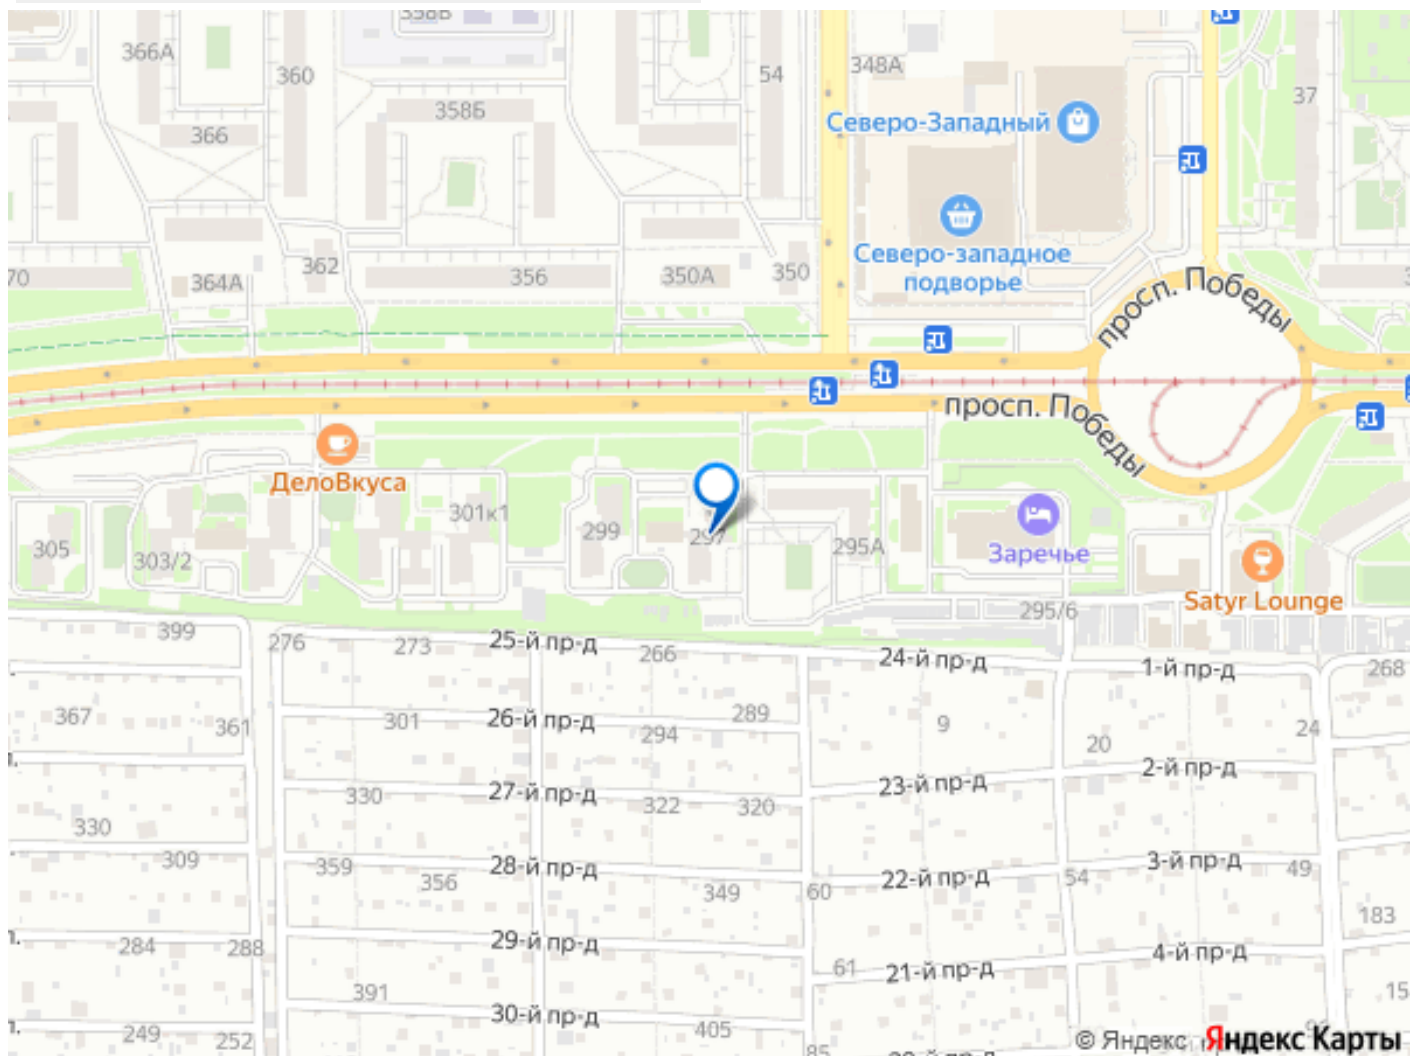 358Б
366А
360
54
348А
37
358Б
366
Северо-Западный
Северо-западное
подворье
70
364А
362
356
350А
350
просп. Победы
просп. Победы
ДелоВкуса
301к1
305
303/2
299
297
295А
Заречье
295/6
Satyr Lounge
399
276
273
25-й пр-д
266
24-й пр-д
1-й пр-д
268
367
361
301
26-й пр-д
294
289
9
20
24
330
27-й пр-д
322
320
23-й пр-д
2-й пр-д
330
309
359
356
28-й пр-д
349
60
22-й пр-д
54
3-й пр-д
49
183
284
288
29-й пр-д
61
21-й пр-д
4-й пр-д
391
15
249
252
30-й пр-д
405
85
© Яндекс Яндекс Карты